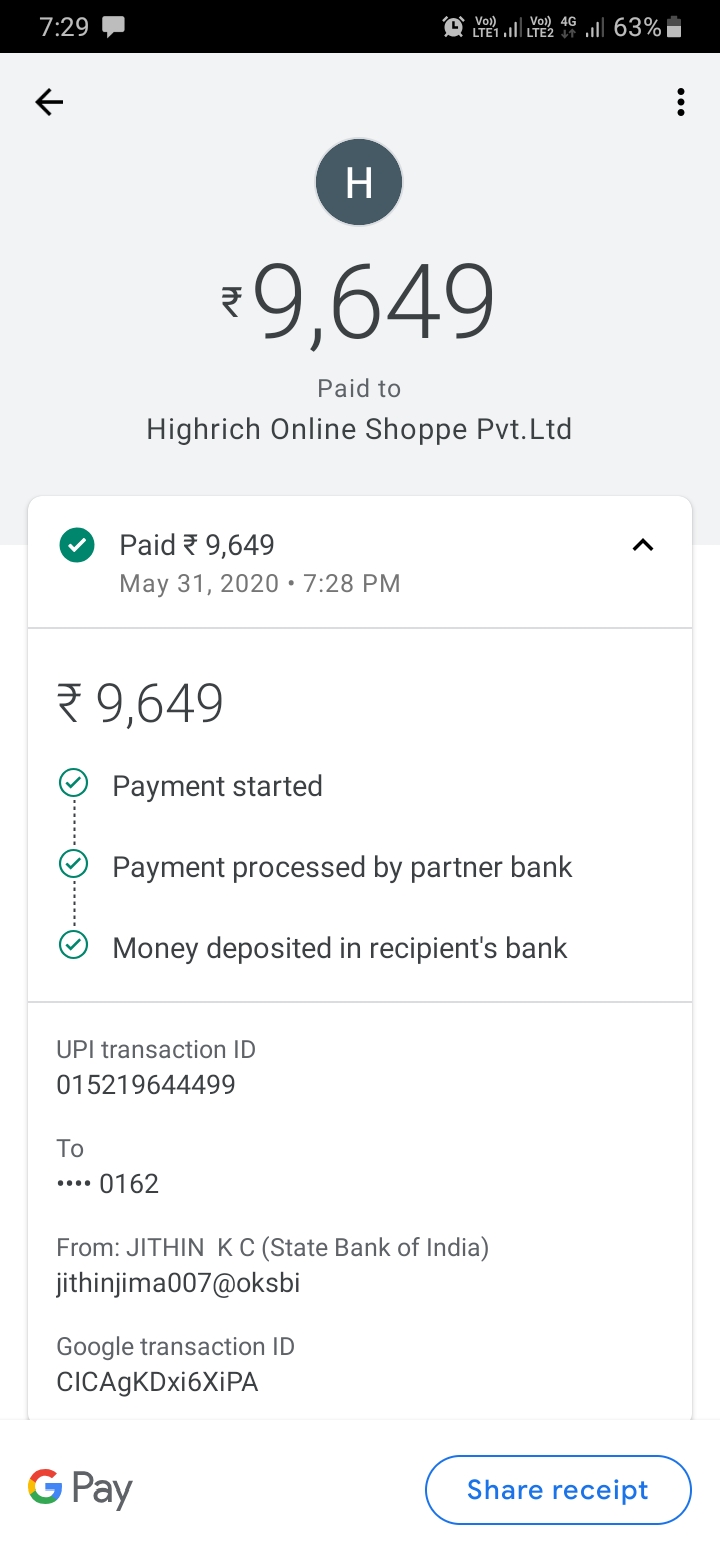 7:29
Vo)) LTE1 Vo)) LTE2 4G 63%
H
₹9,649
Paid to
Highrich Online Shoppe Pvt.Ltd
Paid ₹ 9,649
May 31, 2020 • 7:28 PM
₹ 9,649
Payment started
Payment processed by partner bank
Money deposited in recipient's bank
UPI transaction ID
015219644499
To
•••• 0162
From: JITHIN  K C (State Bank of India)
jithinjima007@oksbi
Google transaction ID
CICAgKDxi6XiPA
G Pay
Share receipt